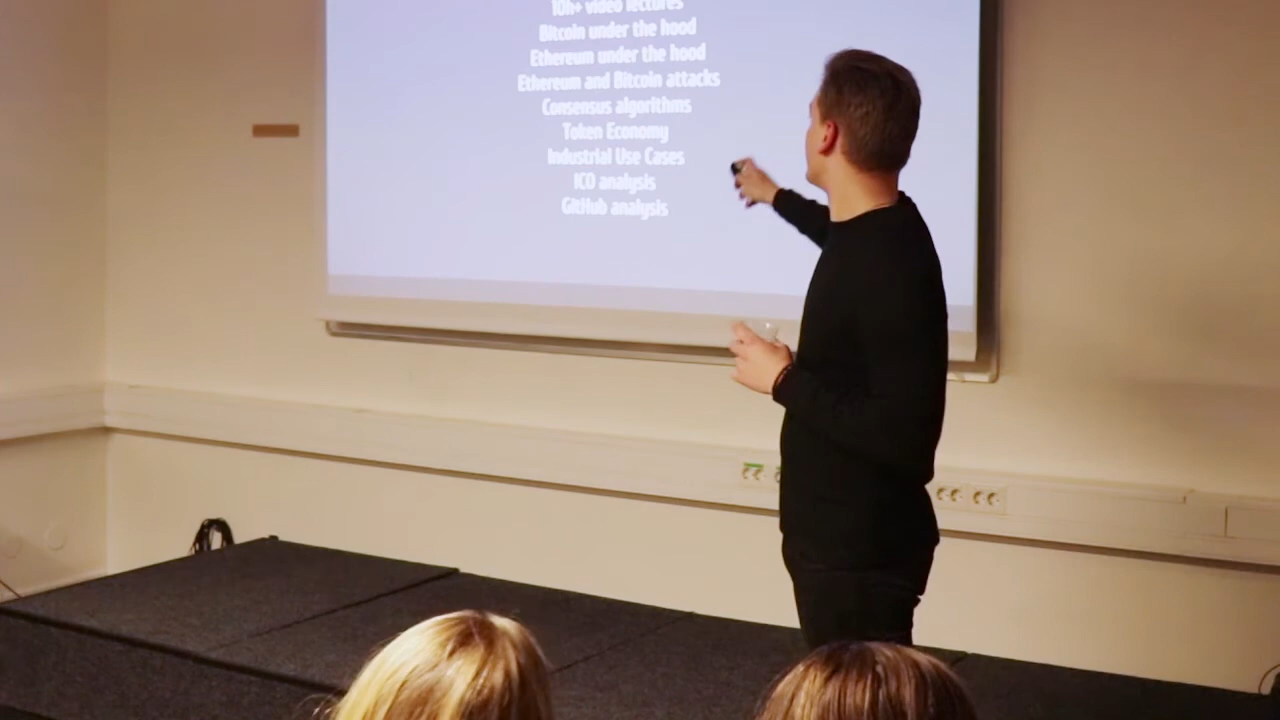 10h+ video lectures
Bitcoin under the hood
Ethereum under the hood
Ethereum and Bitcoin attacks
Consensus algorithms
Token Economy
Industrial Use Cases
ICO analysis
GitHub analysis